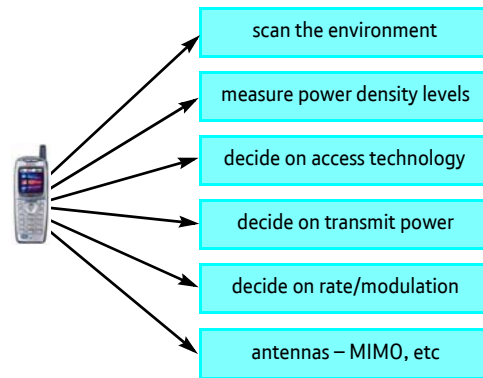 scan the environment
measure power density levels
decide on access technology
decide on transmit power
decide on rate/modulation
antennas – MIMO, etc